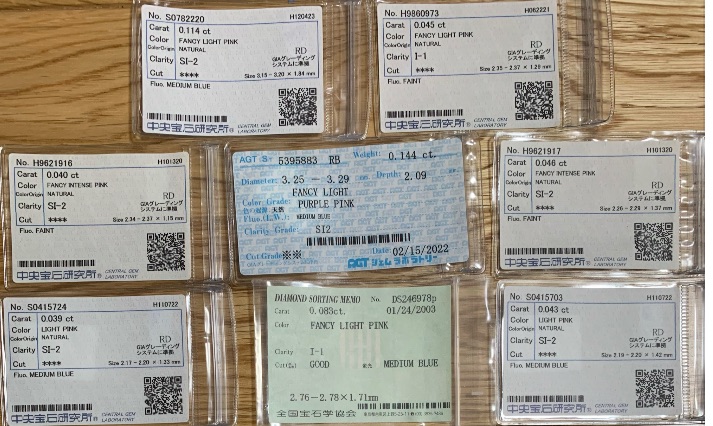 No. S0782220 H120423
Carat 0.114 ct
Color FANCY LIGHT PINK
ColorOrigin NATURAL
Clarity SI-2 RD
GIAグレーディング
システムに準拠
Cut **** Size 3.15 - 3.20 × 1.84 mm
Fluo. MEDIUM BLUE
中央宝石研究所® CENTRAL GEM
LABORATORY
No. H9860973 H082221
Carat 0.045 ct
Color FANCY LIGHT PINK
ColorOrigin NATURAL
Clarity I-1 RD
GIAグレーディング
システムに準拠
Cut **** Size 2.35 - 2.37 × 1.20 mm
Fluo. FAINT
中央宝石研究所® CENTRAL GEM
LABORATORY
No. H9621916 H101320
Carat 0.040 ct
Color FANCY INTENSE PINK
ColorOrigin NATURAL
Clarity SI-2 RD
GIAグレーディング
システムに準拠
Cut **** Size 2.34 - 2.37 × 1.15 mm
Fluo. FAINT
中央宝石研究所® CENTRAL GEM
LABORATORY
AGT S- 5395883 RB Weight: 0.144 ct.
Diameter: 3.25 - 3.29 Depth: 2.09
FANCY LIGHT
Color Grade: PURPLE PINK
色の起源 天然
Fluo.(L.W.): MEDIUM BLUE
Clarity Grade: SI2
Cut Grade ※※ Date: 02/15/2022
AGT ジェムラボラトリー
No. H9621917 H101320
Carat 0.046 ct
Color FANCY INTENSE PINK
ColorOrigin NATURAL
Clarity SI-2 RD
GIAグレーディング
システムに準拠
Cut **** Size 2.26 - 2.29 × 1.37 mm
Fluo. FAINT
中央宝石研究所® CENTRAL GEM
LABORATORY
No. S0415724 H110722
Carat 0.039 ct
Color LIGHT PINK
ColorOrigin NATURAL
Clarity SI-2 RD
GIAグレーディング
システムに準拠
Cut **** Size 2.17 - 2.20 × 1.23 mm
Fluo. MEDIUM BLUE
中央宝石研究所® CENTRAL GEM
LABORATORY
DIAMOND SORTING MEMO No. DS246978p
Carat 0.083ct. 01/24/2003
Color FANCY LIGHT PINK
Clarity I-1
Cut GOOD 蛍光 MEDIUM BLUE
2.76 - 2.78 × 1.71mm
全国宝石学協会
No. S0415703 H110722
Carat 0.043 ct
Color LIGHT PINK
ColorOrigin NATURAL
Clarity SI-2 RD
GIAグレーディング
システムに準拠
Cut **** Size 2.19 - 2.20 × 1.42 mm
Fluo. MEDIUM BLUE
中央宝石研究所® CENTRAL GEM
LABORATORY